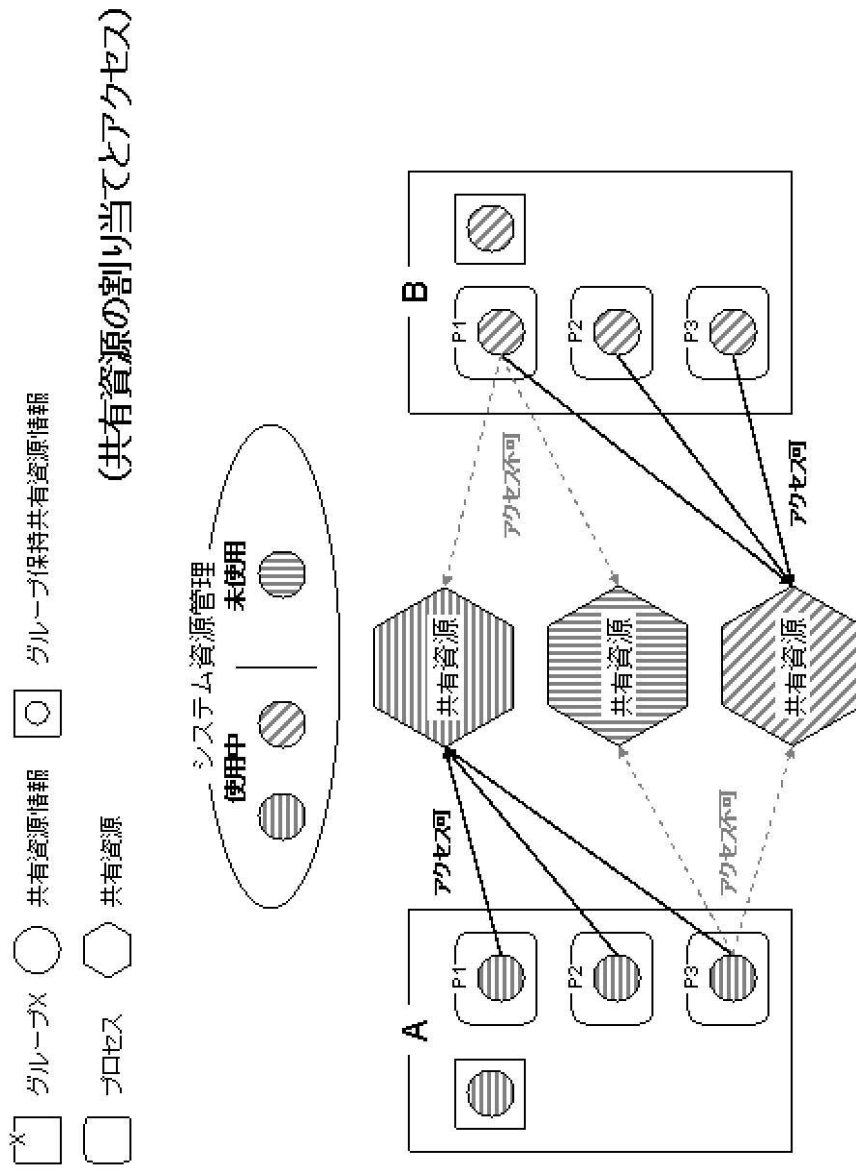 グループX
共有資源情報
グループ保持共有資源情報
プロセス
共有資源
(共有資源の割り当てとアクセス)
システム資源管理
使用中
未使用
A
P1
P2
P3
アクセス可
アクセス不可
共有資源
共有資源
共有資源
アクセス不可
アクセス可
B
P1
P2
P3
X